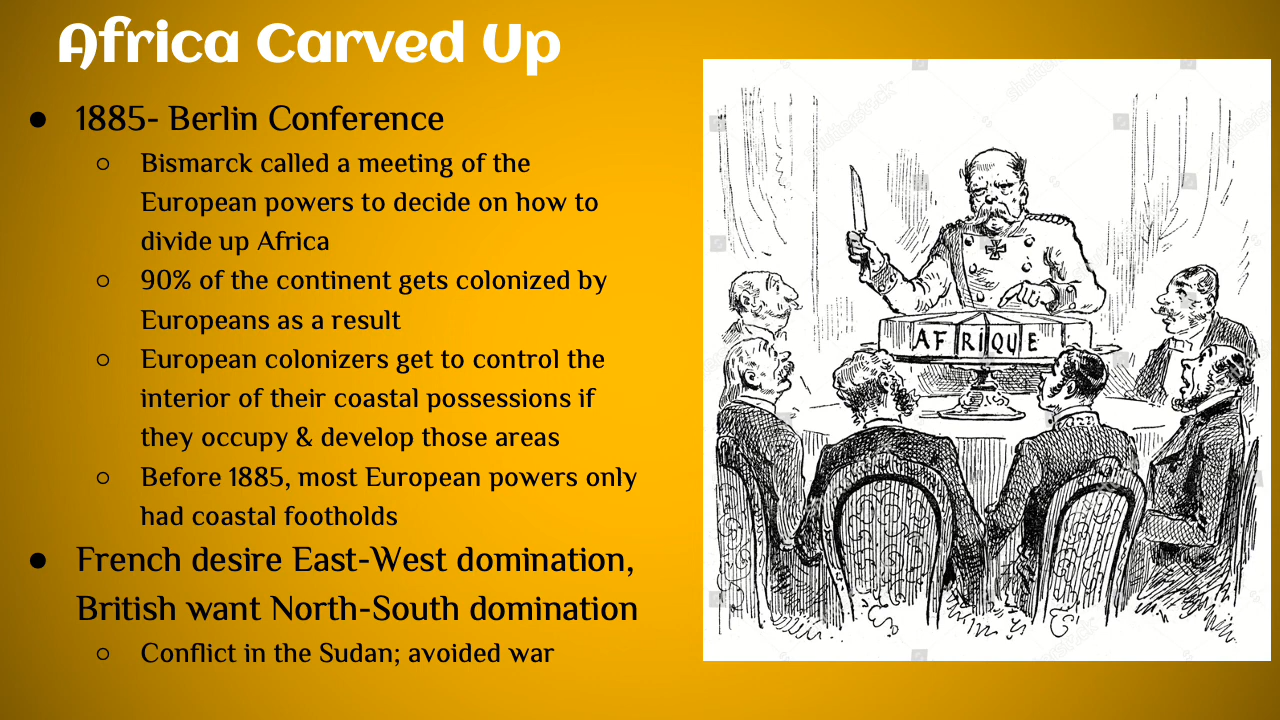 Africa Carved Up
● 1885- Berlin Conference
○ Bismarck called a meeting of the
European powers to decide on how to
divide up Africa
○ 90% of the continent gets colonized by
Europeans as a result
○ European colonizers get to control the
interior of their coastal possessions if
they occupy & develop those areas
○ Before 1885, most European powers only
had coastal footholds
● French desire East-West domination,
British want North-South domination
○ Conflict in the Sudan; avoided war
AFRIQUE
shutterstock